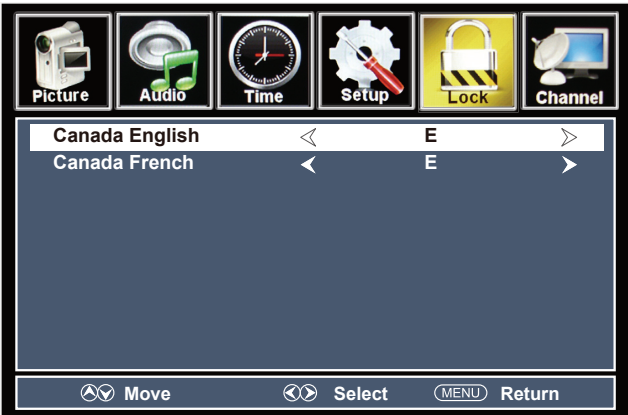 Picture Audio Time Setup Lock Channel
Canada English E
Canada French E
Move Select MENU Return